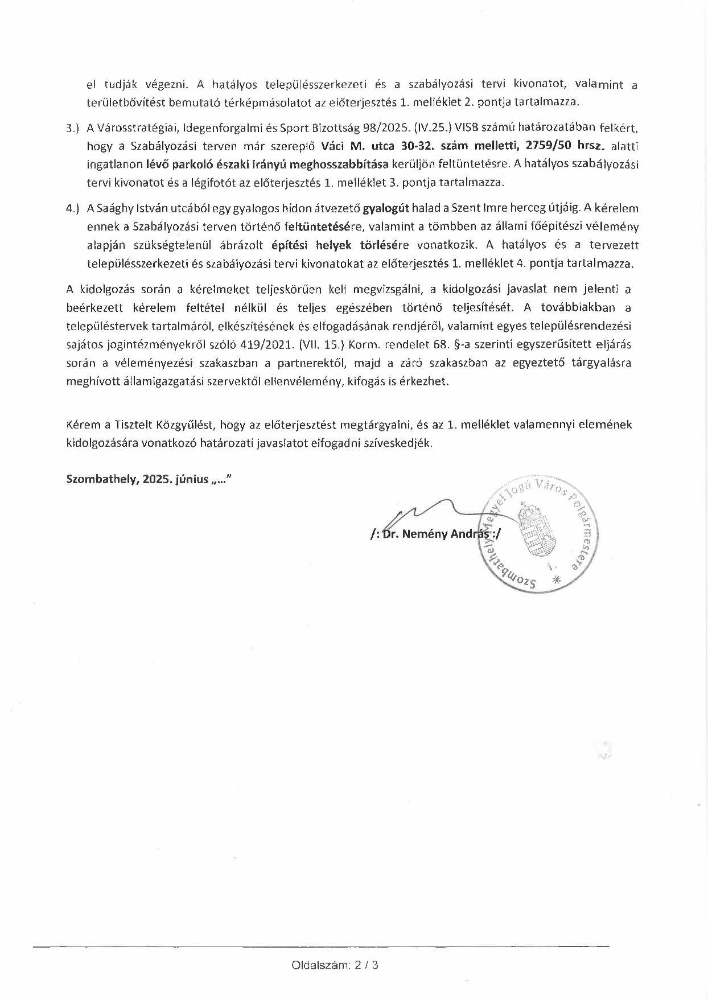 el tudják végezni. A hatályos településszerkezeti és a szabályozási tervi kivonatot, valamint a
területbővítést bemutató térképmásolatot az előterjesztés 1. melléklet 2. pontja tartalmazza.
3.) A Városstratégiai, Idegenforgalmi és Sport Bizottság 98/2025. (IV.25.) VISB számú határozatában felkért,
hogy a Szabályozási terven már szereplő Váci M. utca 30-32. szám melletti, 2759/50 hrsz. alatti
ingatlanon lévő parkoló északi irányú meghosszabbítása kerüljön feltüntetésre. A hatályos szabályozási
tervi kivonatot és a légifotót az előterjesztés 1. melléklet 3. pontja tartalmazza.
4.) A Saághy István utcából egy gyalogos hídon átvezető gyalogút halad a Szent Imre herceg útjáig. A kérelem
ennek a Szabályozási terven történő feltüntetésére, valamint a tömbben az állami főépítészi vélemény
alapján szükségtelenül ábrázolt építési helyek törlésére vonatkozik. A hatályos és a tervezett
településszerkezeti és szabályozási tervi kivonatokat az előterjesztés 1. melléklet 4. pontja tartalmazza.
A kidolgozás során a kérelmeket teljeskörűen kell megvizsgálni, a kidolgozási javaslat nem jelenti a
beérkezett kérelem feltétel nélkül és teljes egészében történő teljesítését. A továbbiakban a
településtervek tartalmáról, elkészítésének és elfogadásának rendjéről, valamint egyes településrendezési
sajátos jogintézményekről szóló 419/2021. (VII. 15.) Korm. rendelet 68. §-a szerinti egyszerűsített eljárás
során a véleményezési szakaszban a partnerektől, majd a záró szakaszban az egyeztető tárgyalásra
meghívott államigazgatási szervektől ellenvélemény, kifogás is érkezhet.
Kérem a Tisztelt Közgyűlést, hogy az előterjesztést megtárgyalni, és az 1. melléklet valamennyi elemének
kidolgozására vonatkozó határozati javaslatot elfogadni szíveskedjék.
Szombathely, 2025. június „..."
/: Dr. Nemény András :/
Szombathely Megyei Jogú Város Polgármestere
1.
*
Oldalszám: 2 / 3